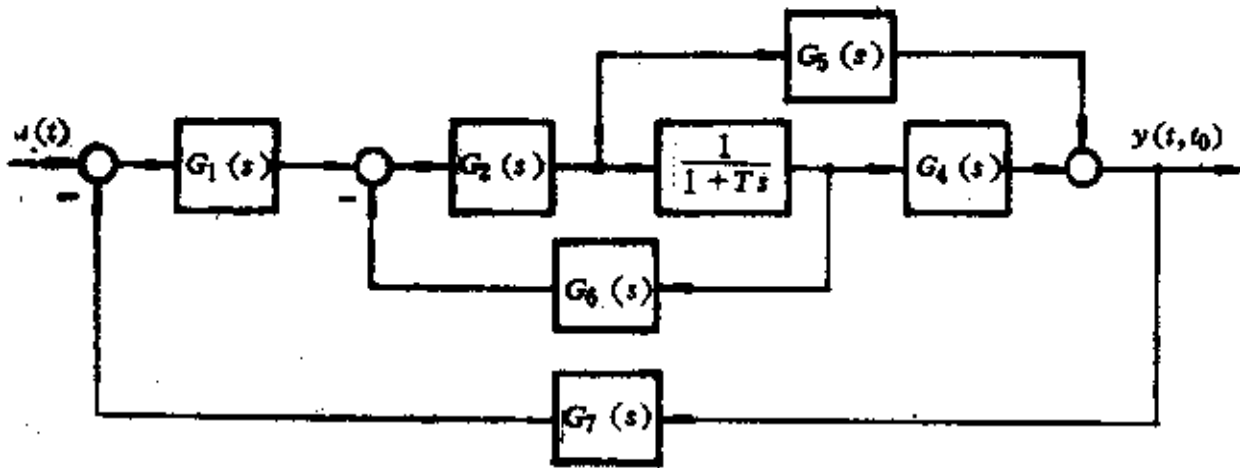 G₅(s)
(t)
G₁(s)
G₂(s)
1
1+Ts
G₄(s)
y(t,t₀)
−
−
G₆(s)
G₇(s)